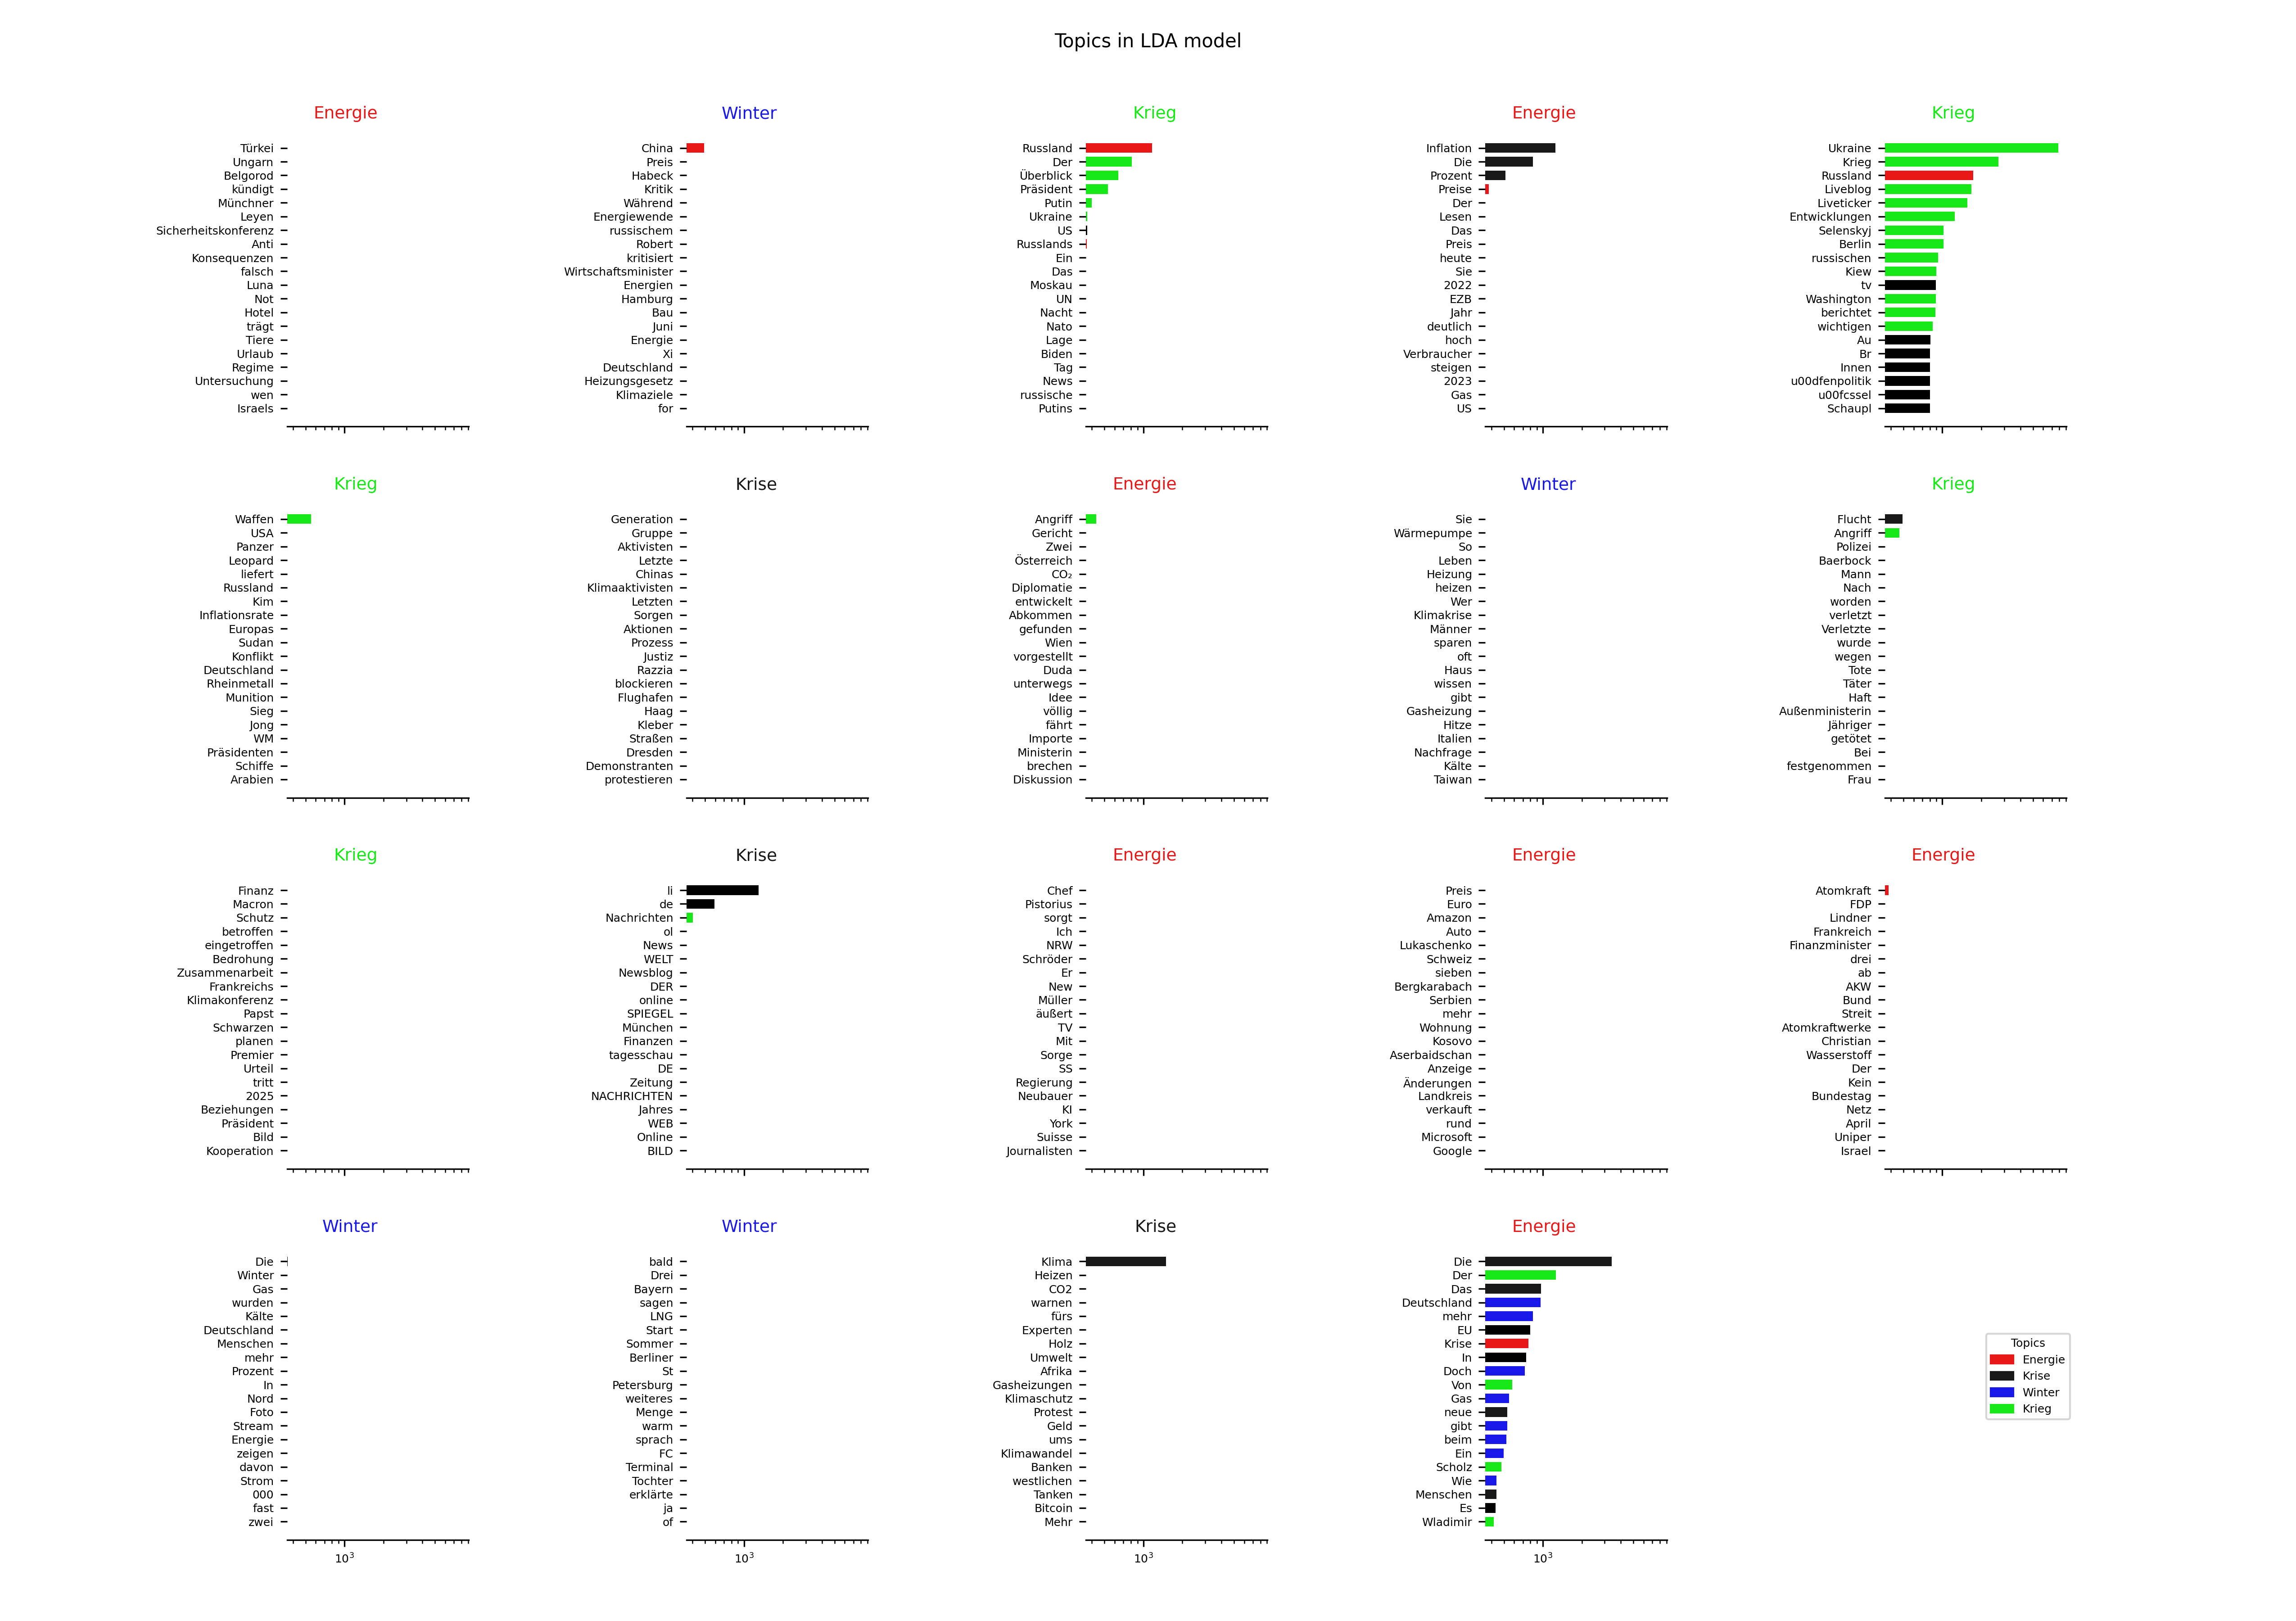 Topics in LDA model
Energie
Türkei
Ungarn
Belgorod
kündigt
Münchner
Leyen
Sicherheitskonferenz
Anti
Konsequenzen
falsch
Luna
Not
Hotel
trägt
Tiere
Urlaub
Regime
Untersuchung
wen
Israels
Winter
China
Preis
Habeck
Kritik
Während
Energiewende
russischem
Robert
kritisiert
Wirtschaftsminister
Energien
Hamburg
Bau
Juni
Energie
Xi
Deutschland
Heizungsgesetz
Klimaziele
for
Krieg
Russland
Der
Überblick
Präsident
Putin
Ukraine
US
Russlands
Ein
Das
Moskau
UN
Nacht
Nato
Lage
Biden
Tag
News
russische
Putins
Energie
Inflation
Die
Prozent
Preise
Der
Lesen
Das
Preis
heute
Sie
2022
EZB
Jahr
deutlich
hoch
Verbraucher
steigen
2023
Gas
US
Krieg
Ukraine
Krieg
Russland
Liveblog
Liveticker
Entwicklungen
Selenskyj
Berlin
russischen
Kiew
tv
Washington
berichtet
wichtigen
Au
Br
Innen
u00dfenpolitik
u00fcssel
Schaupl
Krieg
Waffen
USA
Panzer
Leopard
liefert
Russland
Kim
Inflationsrate
Europas
Sudan
Konflikt
Deutschland
Rheinmetall
Munition
Sieg
Jong
WM
Präsidenten
Schiffe
Arabien
Krise
Generation
Gruppe
Aktivisten
Letzte
Chinas
Klimaaktivisten
Letzten
Sorgen
Aktionen
Prozess
Justiz
Razzia
blockieren
Flughafen
Haag
Kleber
Straßen
Dresden
Demonstranten
protestieren
Energie
Angriff
Gericht
Zwei
Österreich
CO₂
Diplomatie
entwickelt
Abkommen
gefunden
Wien
vorgestellt
Duda
unterwegs
Idee
völlig
fährt
Importe
Ministerin
brechen
Diskussion
Winter
Sie
Wärmepumpe
So
Leben
Heizung
heizen
Wer
Klimakrise
Männer
sparen
oft
Haus
wissen
gibt
Gasheizung
Hitze
Italien
Nachfrage
Kälte
Taiwan
Krieg
Flucht
Angriff
Polizei
Baerbock
Mann
Nach
worden
verletzt
Verletzte
wurde
wegen
Tote
Täter
Haft
Außenministerin
Jähriger
getötet
Bei
festgenommen
Frau
Krieg
Finanz
Macron
Schutz
betroffen
eingetroffen
Bedrohung
Zusammenarbeit
Frankreichs
Klimakonferenz
Papst
Schwarzen
planen
Premier
Urteil
tritt
2025
Beziehungen
Präsident
Bild
Kooperation
Krise
li
de
Nachrichten
ol
News
WELT
Newsblog
DER
online
SPIEGEL
München
Finanzen
tagesschau
DE
Zeitung
NACHRICHTEN
Jahres
WEB
Online
BILD
Energie
Chef
Pistorius
sorgt
Ich
NRW
Schröder
Er
New
Müller
äußert
TV
Mit
Sorge
SS
Regierung
Neubauer
KI
York
Suisse
Journalisten
Energie
Preis
Euro
Amazon
Auto
Lukaschenko
Schweiz
sieben
Bergkarabach
Serbien
mehr
Wohnung
Kosovo
Aserbaidschan
Anzeige
Änderungen
Landkreis
verkauft
rund
Microsoft
Google
Energie
Atomkraft
FDP
Lindner
Frankreich
Finanzminister
drei
ab
AKW
Bund
Streit
Atomkraftwerke
Christian
Wasserstoff
Der
Kein
Bundestag
Netz
April
Uniper
Israel
Winter
Die
Winter
Gas
wurden
Kälte
Deutschland
Menschen
mehr
Prozent
In
Nord
Foto
Stream
Energie
zeigen
davon
Strom
000
fast
zwei
10³
Winter
bald
Drei
Bayern
sagen
LNG
Start
Sommer
Berliner
St
Petersburg
weiteres
Menge
warm
sprach
FC
Terminal
Tochter
erklärte
ja
of
10³
Krise
Klima
Heizen
CO2
warnen
fürs
Experten
Holz
Umwelt
Afrika
Gasheizungen
Klimaschutz
Protest
Geld
ums
Klimawandel
Banken
westlichen
Tanken
Bitcoin
Mehr
10³
Energie
Die
Der
Das
Deutschland
mehr
EU
Krise
In
Doch
Von
Gas
neue
gibt
beim
Ein
Scholz
Wie
Menschen
Es
Wladimir
10³
Topics
Energie
Krise
Winter
Krieg